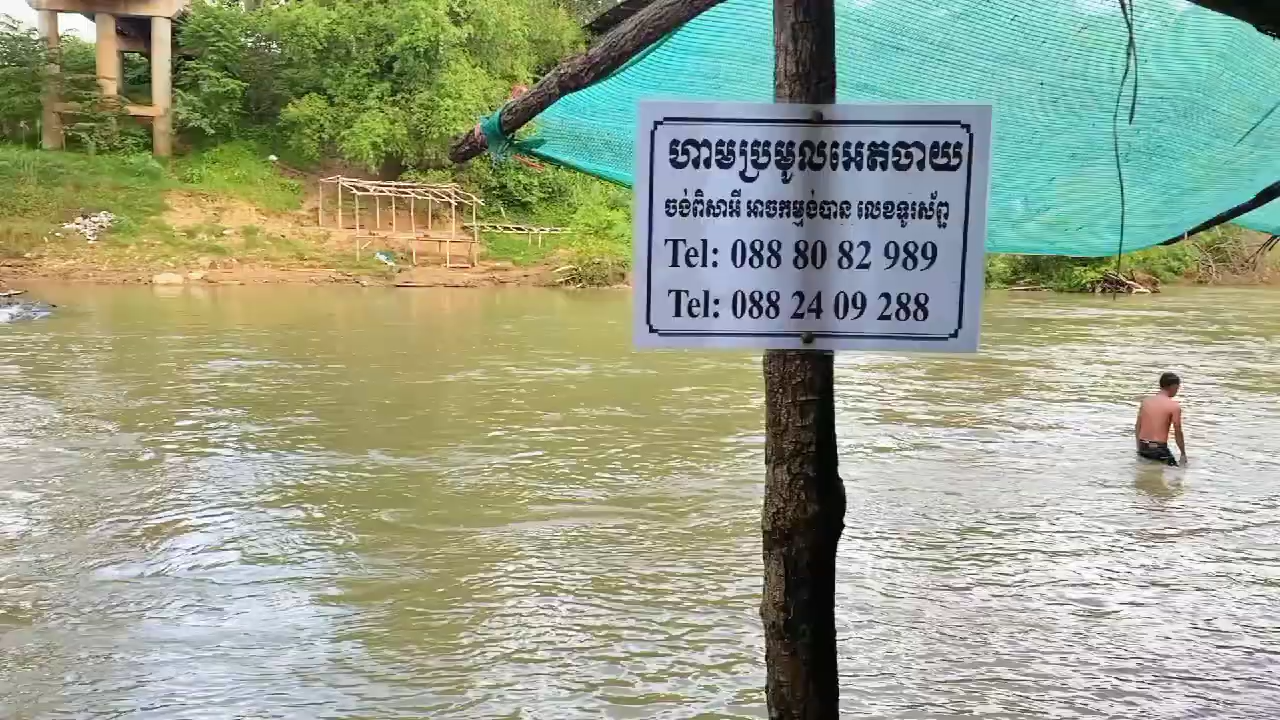 ហាមប្រមូលអេតចាយ
ចង់ពិសារអី អាចកម្មង់បាន លេខទូរស័ព្ទ
Tel: 088 80 82 989
Tel: 088 24 09 288